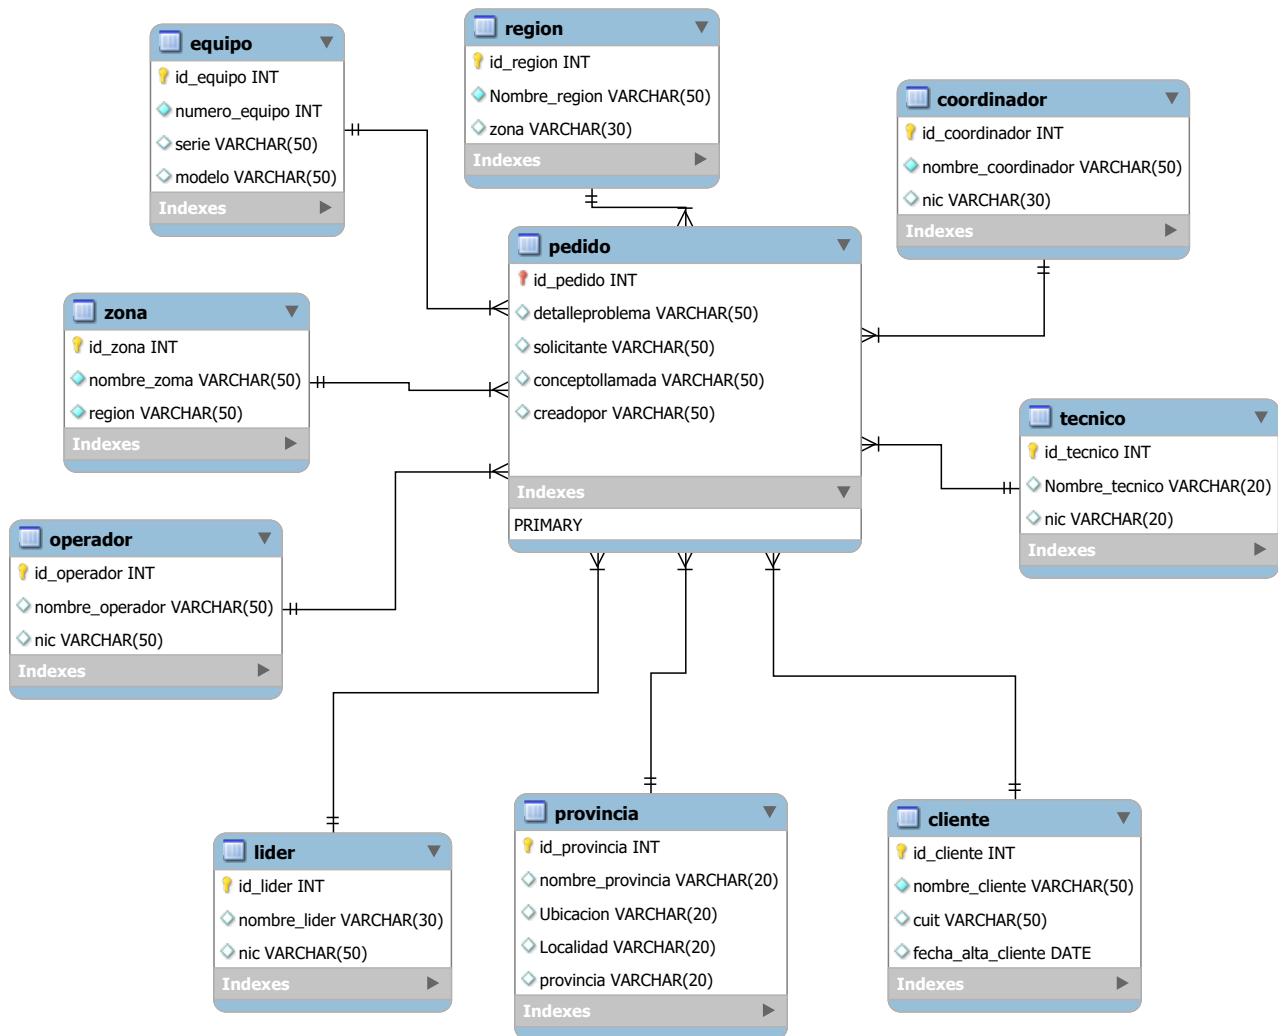 equipo
id_equipo INT
numero_equipo INT
serie VARCHAR(50)
modelo VARCHAR(50)
Indexes
region
id_region INT
Nombre_region VARCHAR(50)
zona VARCHAR(30)
Indexes
coordinador
id_coordinador INT
nombre_coordinador VARCHAR(50)
nic VARCHAR(30)
Indexes
pedido
id_pedido INT
detalleproblema VARCHAR(50)
solicitante VARCHAR(50)
conceptollamada VARCHAR(50)
creadopor VARCHAR(50)
Indexes
PRIMARY
zona
id_zona INT
nombre_zoma VARCHAR(50)
region VARCHAR(50)
Indexes
tecnico
id_tecnico INT
Nombre_tecnico VARCHAR(20)
nic VARCHAR(20)
Indexes
operador
id_operador INT
nombre_operador VARCHAR(50)
nic VARCHAR(50)
Indexes
lider
id_lider INT
nombre_lider VARCHAR(30)
nic VARCHAR(50)
Indexes
provincia
id_provincia INT
nombre_provincia VARCHAR(20)
Ubicacion VARCHAR(20)
Localidad VARCHAR(20)
provincia VARCHAR(20)
Indexes
cliente
id_cliente INT
nombre_cliente VARCHAR(50)
cuit VARCHAR(50)
fecha_alta_cliente DATE
Indexes